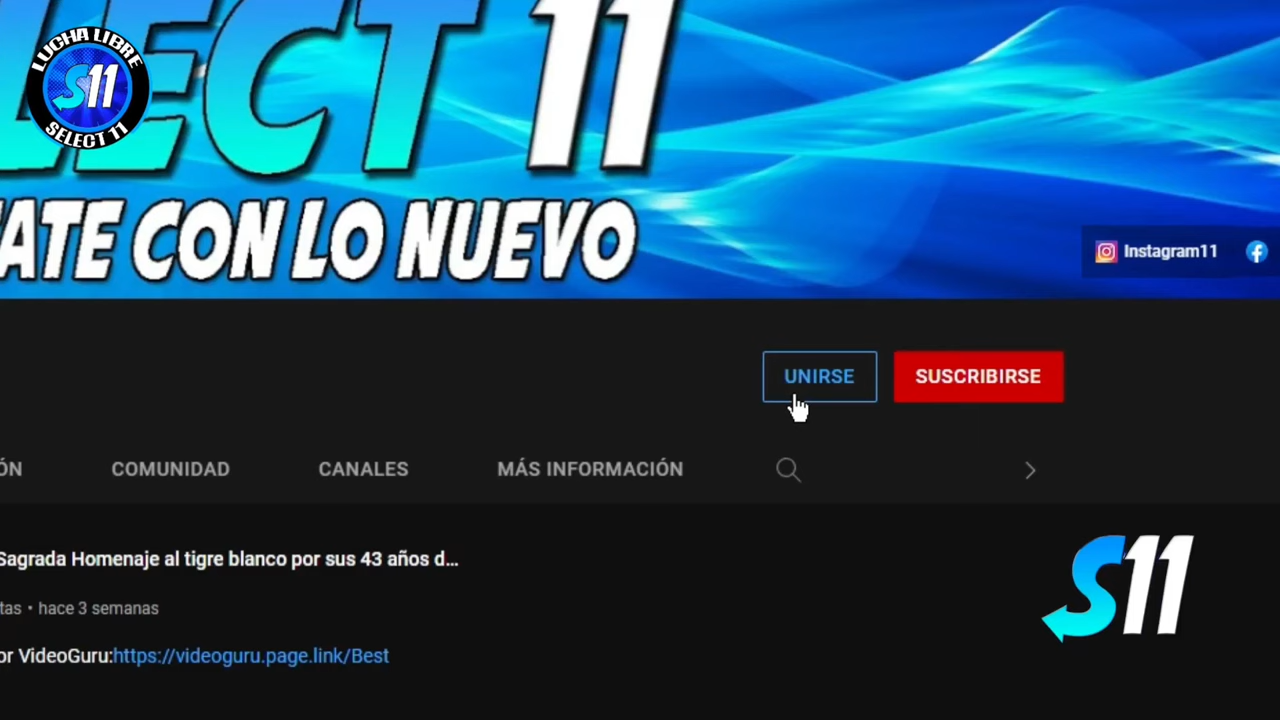 LUCHA LIBRE
S11
SELECT 11
LECT 11
ATE CON LO NUEVO
Instagram11
UNIRSE
SUSCRIBIRSE
ÓN
COMUNIDAD
CANALES
MÁS INFORMACIÓN
Sagrada Homenaje al tigre blanco por sus 43 años d...
tas • hace 3 semanas
or VideoGuru:https://videoguru.page.link/Best
S11